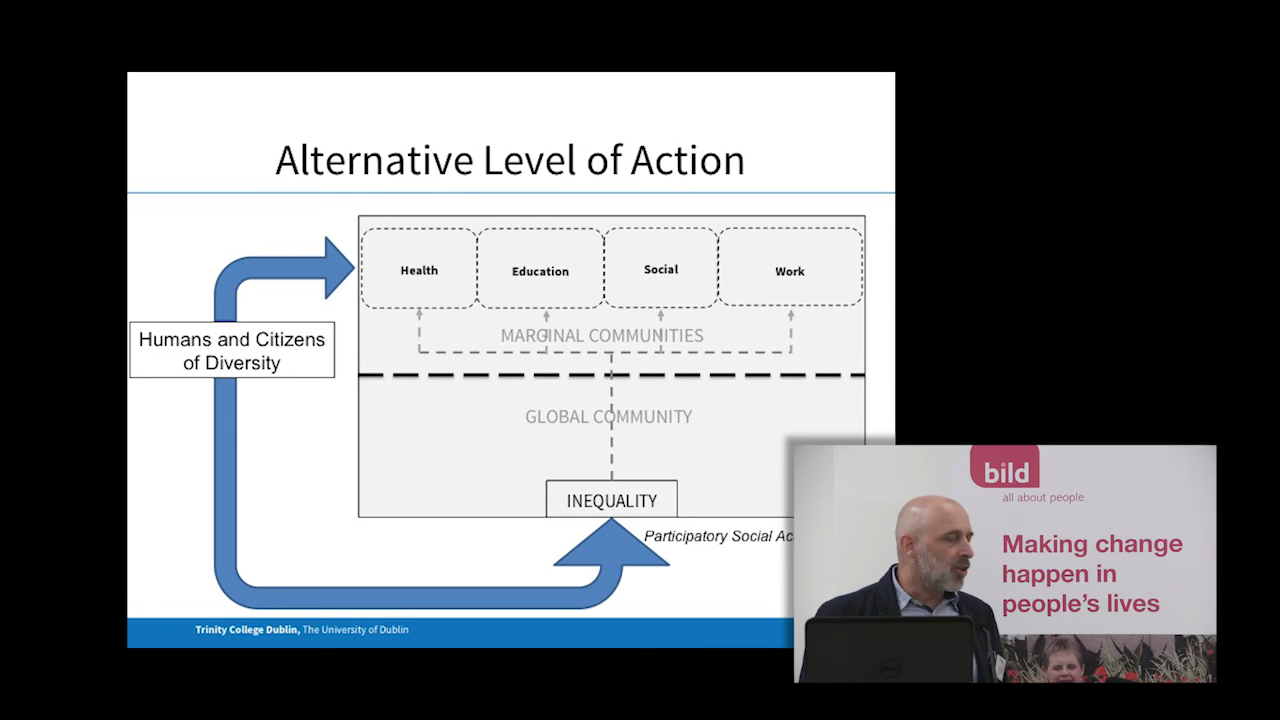 Alternative Level of Action
Health
Education
Social
Work
MARGINAL COMMUNITIES
Humans and Citizens
of Diversity
GLOBAL COMMUNITY
INEQUALITY
Participatory Social
Trinity College Dublin, The University of Dublin
bild
all about people
Making change
happen in
people's lives